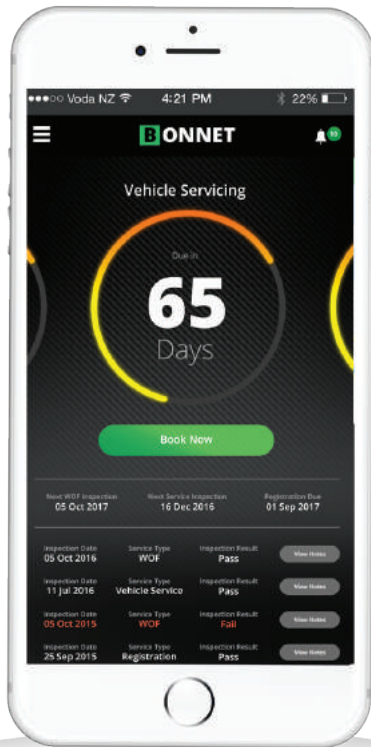 Voda NZ 4:21 PM 22%
BONNET
Vehicle Servicing
Due in
65
Days
Book Now
Next WOF Inspection Next Service Inspection Registration Due
05 Oct 2017 16 Dec 2016 01 Sep 2017
Inspection Date Service Type Inspection Result
05 Oct 2016 WOF Pass View Notes
Inspection Date Service Type Inspection Result
11 Jul 2016 Vehicle Service Pass View Notes
Inspection Date Service Type Inspection Result
05 Oct 2015 WOF Fail View Notes
Inspection Date Service Type Inspection Result
25 Sep 2015 Registration Pass View Notes